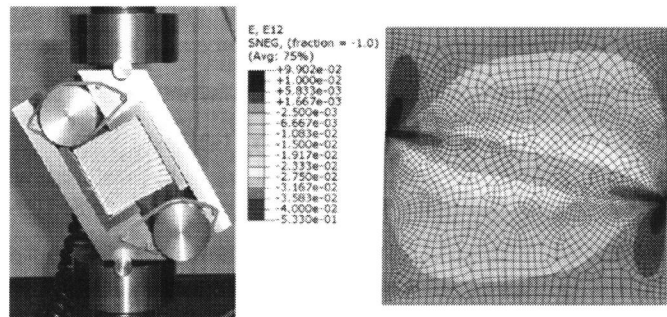 E, E12
SNEG, (fraction = -1.0)
(Avg: 75%)
+9.902e-02
+1.000e-02
+5.833e-03
+1.667e-03
-2.500e-03
-6.667e-03
-1.083e-02
-1.500e-02
-1.917e-02
-2.333e-02
-2.750e-02
-3.167e-02
-3.583e-02
-4.000e-02
-5.330e-01